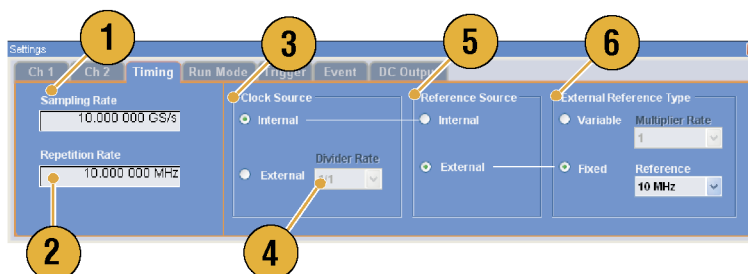 1
3
5
6
Settings
Ch 1 Ch 2 Timing Run Mode Trigger Event DC Output
Sampling Rate
10.000 000 GS/s
Repetition Rate
10.000 000 MHz
Clock Source
Internal
External
Divider Rate
1/1
Reference Source
Internal
External
External Reference Type
Variable
Multiplier Rate
1
Fixed
Reference
10 MHz
2
4